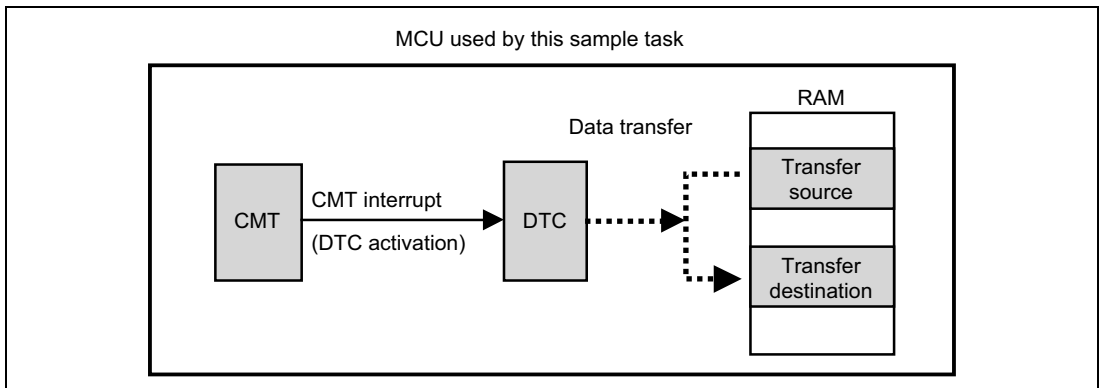 MCU used by this sample task
RAM
Data transfer
Transfer
source
CMT interrupt
CMT
DTC
(DTC activation)
Transfer
destination